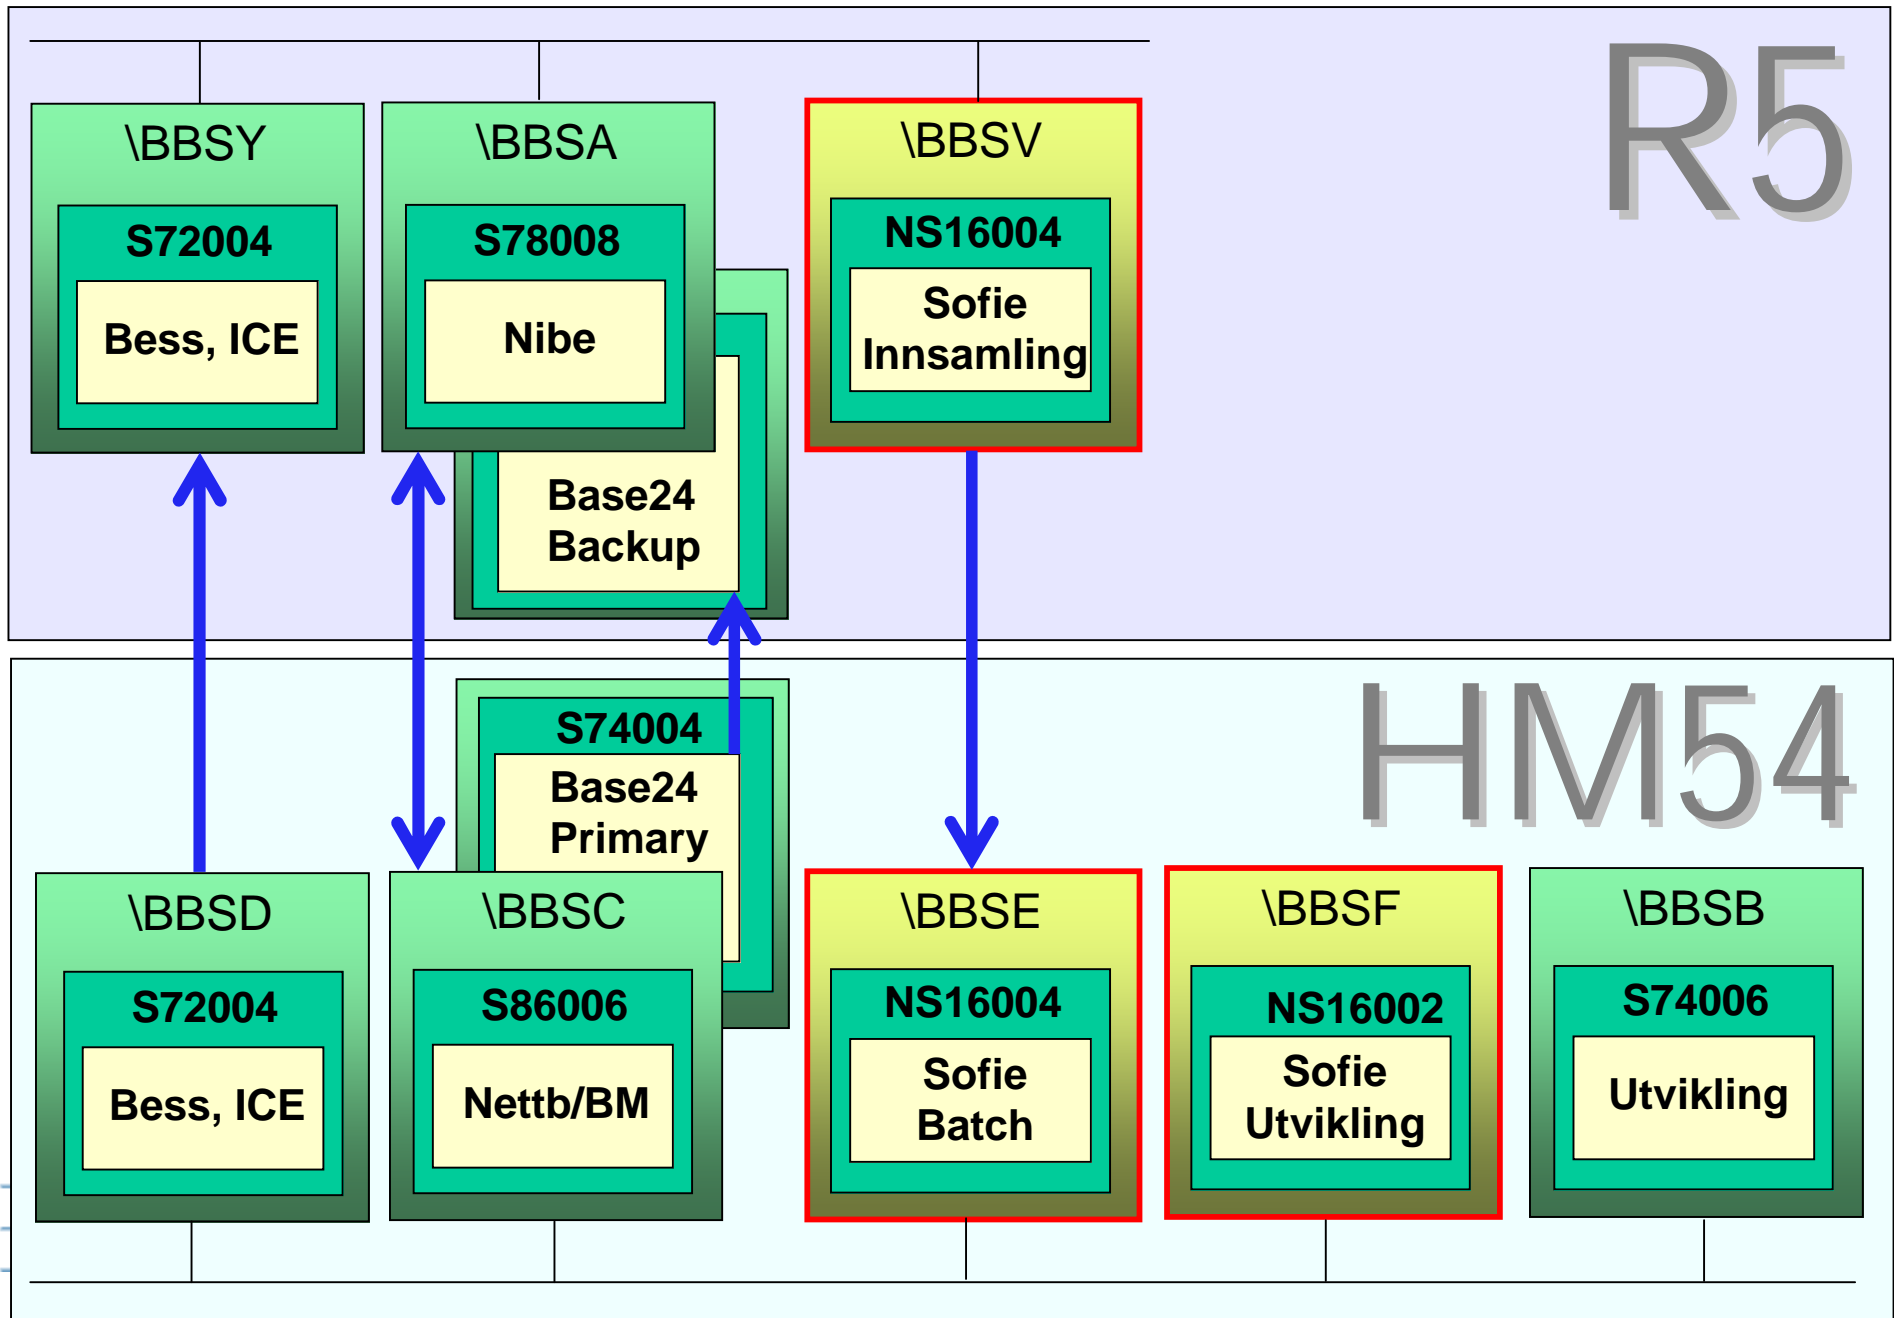 R5
\BBSY
S72004
Bess, ICE
\BBSA
S78008
Nibe
Base24
Backup
\BBSV
NS16004
Sofie
Innsamling
HM54
S74004
Base24
Primary
\BBSD
S72004
Bess, ICE
\BBSC
S86006
Nettb/BM
\BBSE
NS16004
Sofie
Batch
\BBSF
NS16002
Sofie
Utvikling
\BBSB
S74006
Utvikling